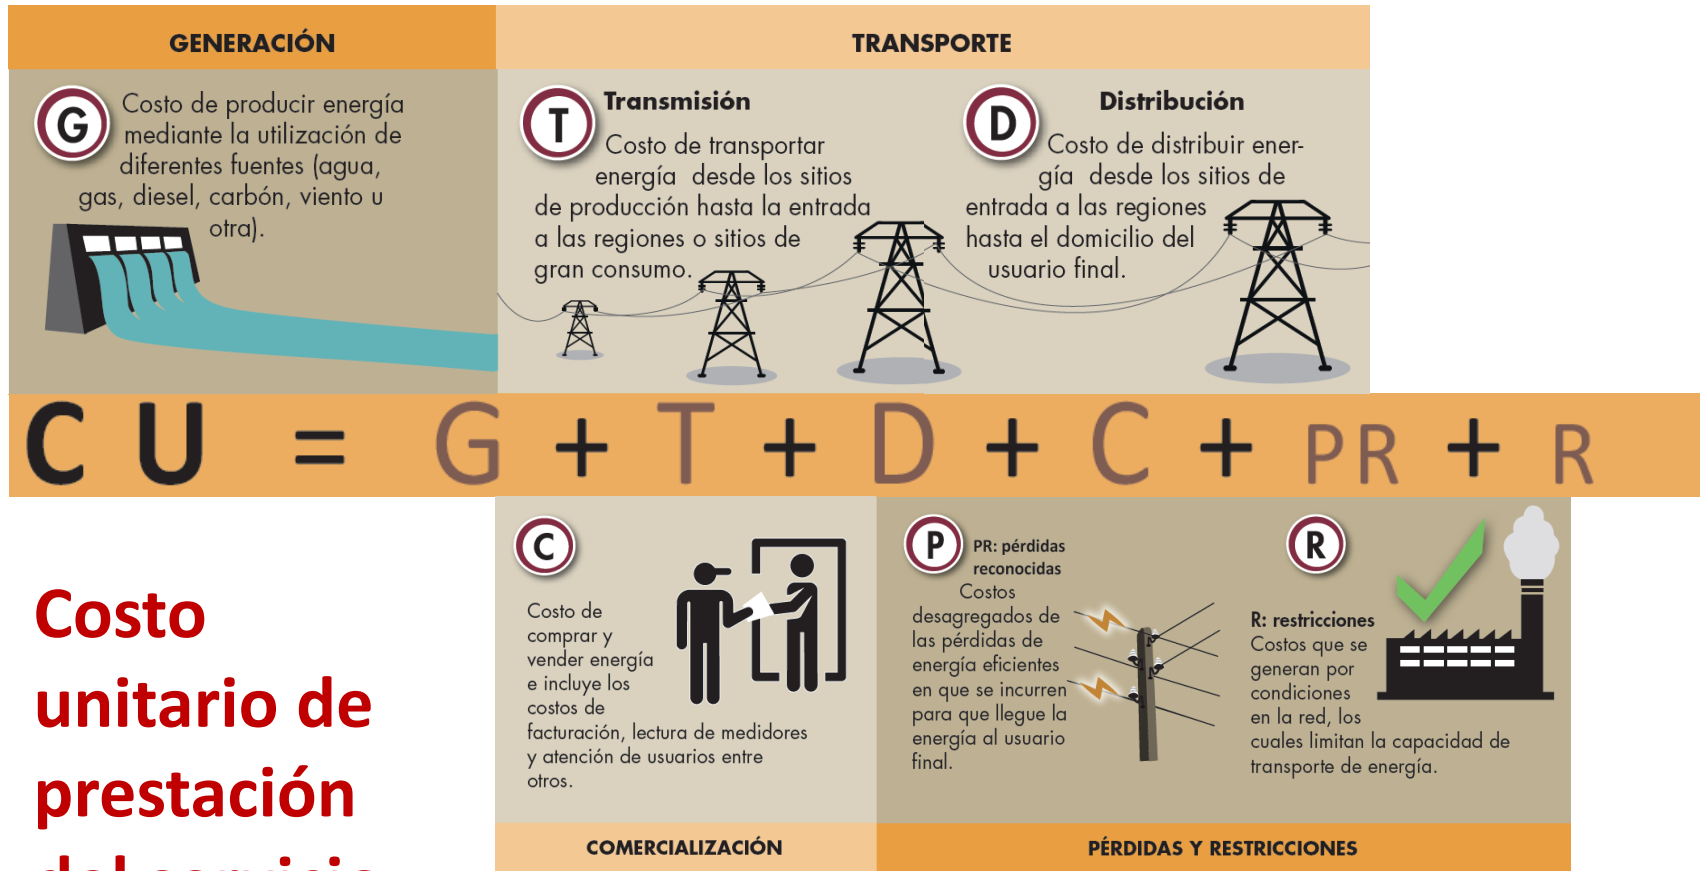 GENERACIÓN
G
Costo de producir energía
mediante la utilización de
diferentes fuentes (agua,
gas, diesel, carbón, viento u
otra).
TRANSPORTE
T
Transmisión
Costo de transportar
energía desde los sitios
de producción hasta la entrada
a las regiones o sitios de
gran consumo.
D
Distribución
Costo de distribuir ener-
gía desde los sitios de
entrada a las regiones
hasta el domicilio del
usuario final.
C U = G + T + D + C + PR + R
Costo
unitario de
prestación
del servicio
C
Costo de
comprar y
vender energía
e incluye los
costos de
facturación, lectura de medidores
y atención de usuarios entre
otros.
COMERCIALIZACIÓN
P
PR: pérdidas
reconocidas
Costos
desagregados de
las pérdidas de
energía eficientes
en que se incurren
para que llegue la
energía al usuario
final.
R
R: restricciones
Costos que se
generan por
condiciones
en la red, los
cuales limitan la capacidad de
transporte de energía.
PÉRDIDAS Y RESTRICCIONES